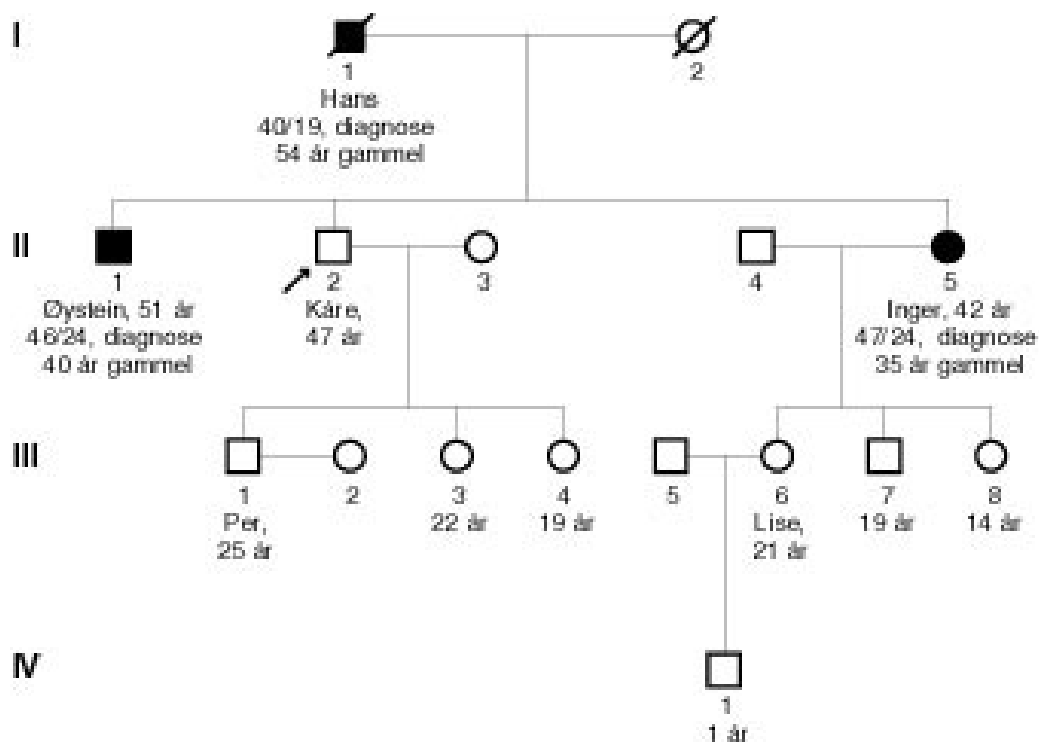 I
1
2
Hans
40/19, diagnose
54 år gammel
II
1
2
3
4
5
Øystein, 51 år
46/24, diagnose
40 år gammel
Kåre,
47 år
Inger, 42 år
47/24, diagnose
35 år gammel
III
1
2
3
4
5
6
7
8
Per,
25 år
22 år
19 år
Lise,
21 år
19 år
14 år
IV
1
1 år